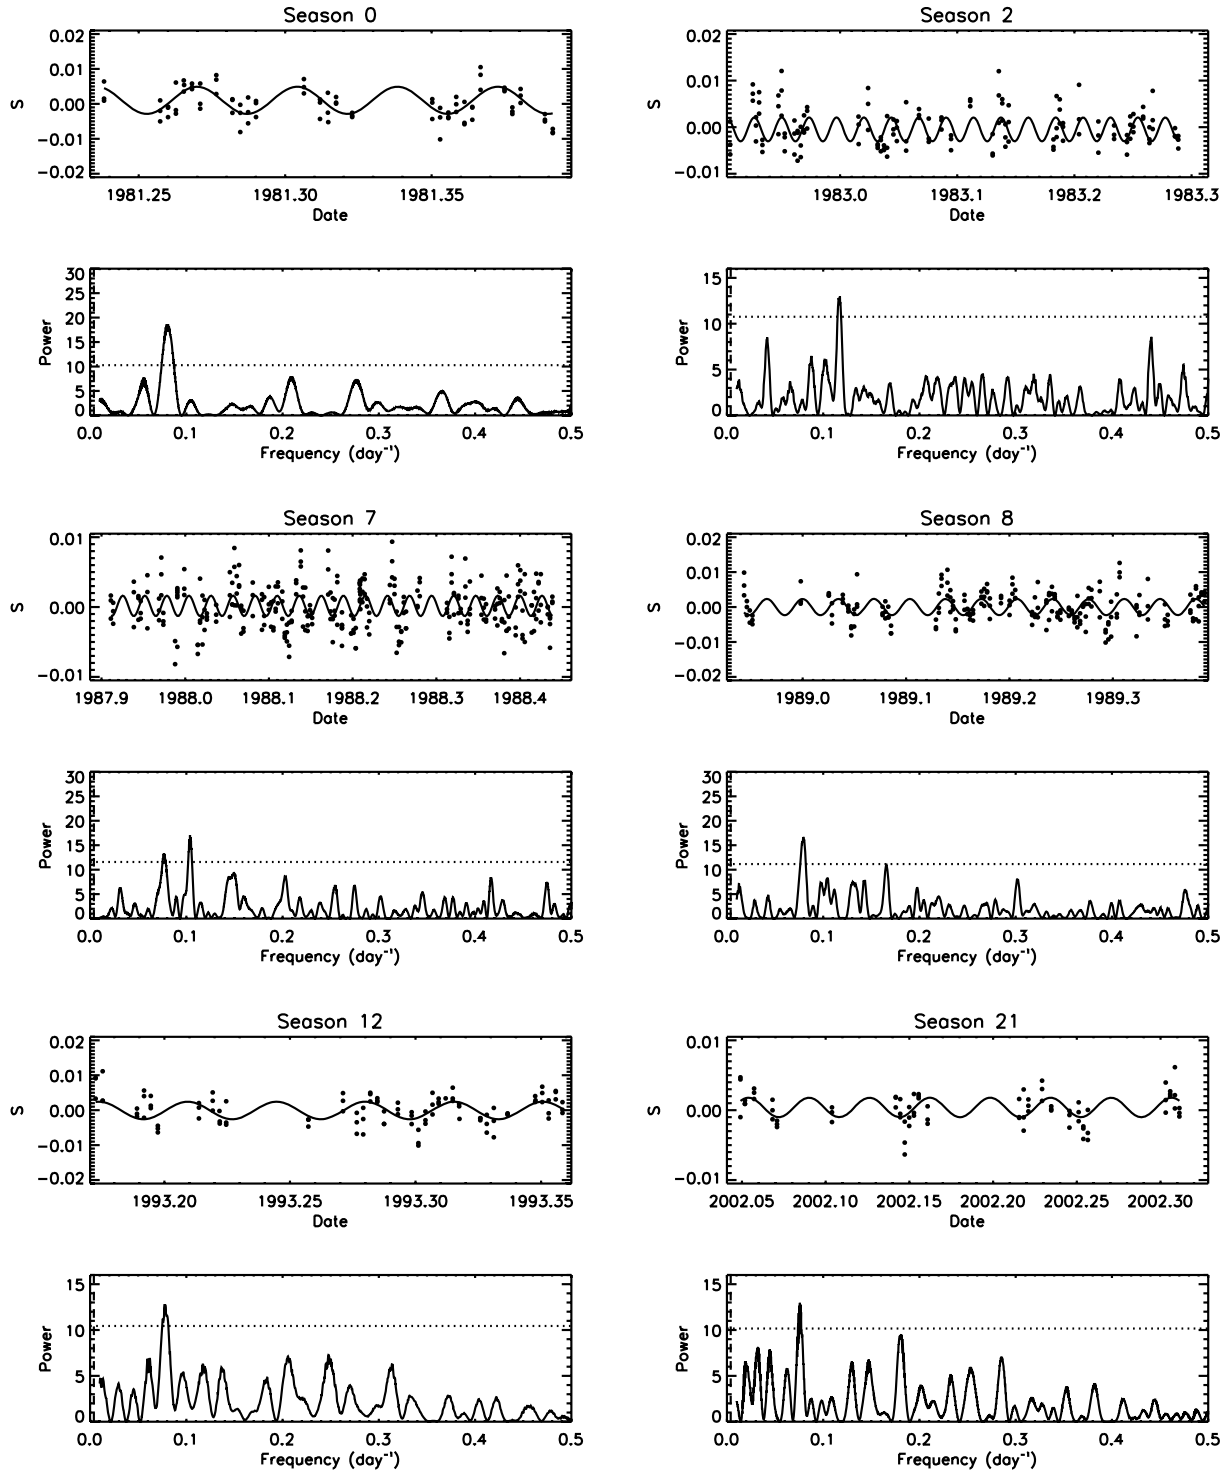 Season 0
0.02
0.01
0.00
−0.01
−0.02
S
1981.25 1981.30 1981.35
Date
30
25
20
15
10
5
0
Power
0.0 0.1 0.2 0.3 0.4 0.5
Frequency (day⁻¹)
Season 2
0.02
0.01
0.00
−0.01
S
1983.0 1983.1 1983.2 1983.3
Date
15
10
5
0
Power
0.0 0.1 0.2 0.3 0.4 0.5
Frequency (day⁻¹)
Season 7
0.01
0.00
−0.01
S
1987.9 1988.0 1988.1 1988.2 1988.3 1988.4
Date
30
25
20
15
10
5
0
Power
0.0 0.1 0.2 0.3 0.4 0.5
Frequency (day⁻¹)
Season 8
0.02
0.01
0.00
−0.01
−0.02
S
1989.0 1989.1 1989.2 1989.3
Date
30
25
20
15
10
5
0
Power
0.0 0.1 0.2 0.3 0.4 0.5
Frequency (day⁻¹)
Season 12
0.02
0.01
0.00
−0.01
−0.02
S
1993.20 1993.25 1993.30 1993.35
Date
15
10
5
0
Power
0.0 0.1 0.2 0.3 0.4 0.5
Frequency (day⁻¹)
Season 21
0.01
0.00
−0.01
S
2002.05 2002.10 2002.15 2002.20 2002.25 2002.30
Date
15
10
5
0
Power
0.0 0.1 0.2 0.3 0.4 0.5
Frequency (day⁻¹)